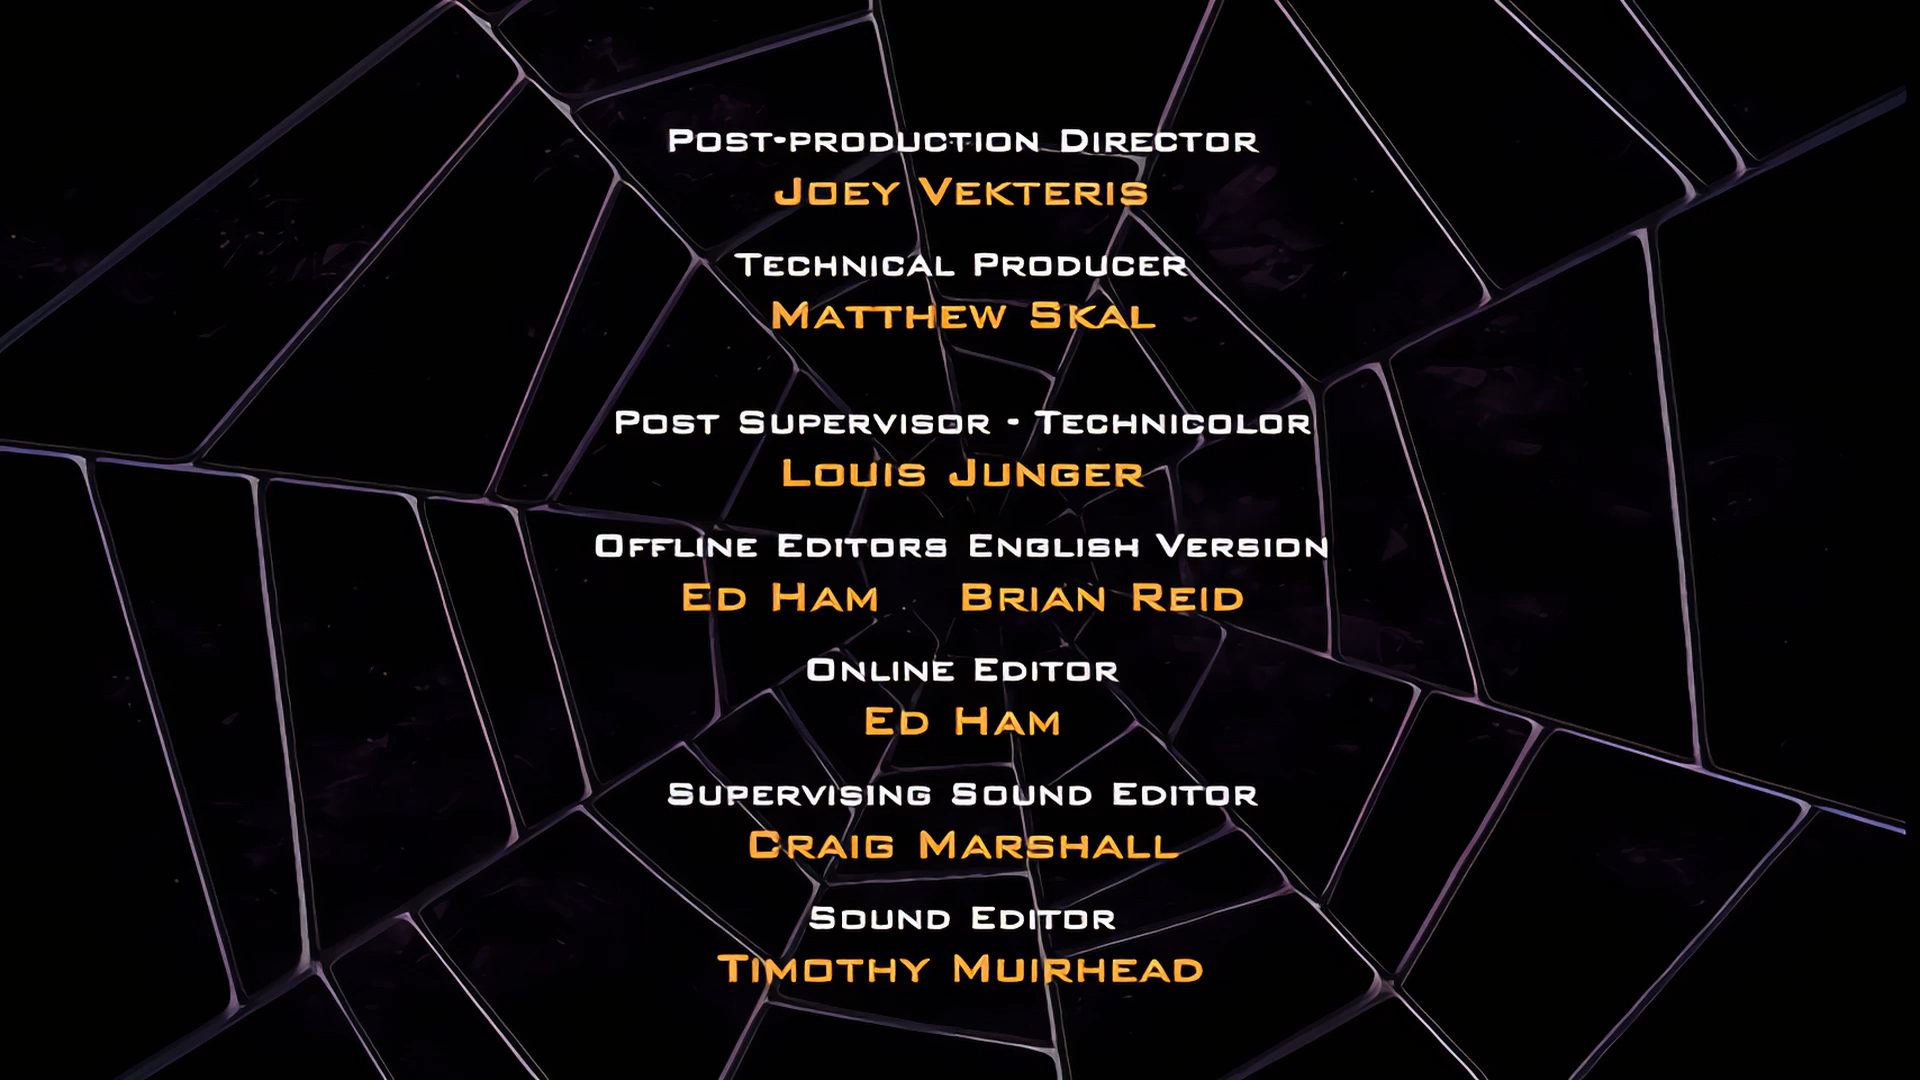 Post-production Director
Joey Vekteris
Technical Producer
Matthew Skal
Post Supervisor - Technicolor
Louis Junger
Offline Editors English Version
Ed Ham Brian Reid
Online Editor
Ed Ham
Supervising Sound Editor
Craig Marshall
Sound Editor
Timothy Muirhead